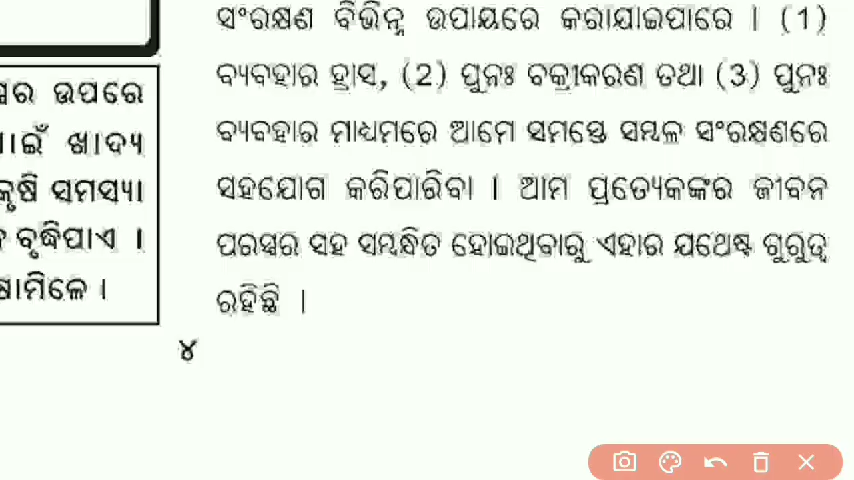 ସଂରକ୍ଷଣ ବିଭିନ୍ନ ଉପାୟରେ କରାଯାଇପାରେ । (1)
ବ୍ୟବହାର ହ୍ରାସ, (2) ପୁନଃ ଚକ୍ରୀକରଣ ତଥା (3) ପୁନଃ
ବ୍ୟବହାର ମାଧ୍ୟମରେ ଆମେ ସମସ୍ତେ ସମ୍ବଳ ସଂରକ୍ଷଣରେ
ସହଯୋଗ କରିପାରିବା । ଆମ ପ୍ରତ୍ୟେକଙ୍କର ଜୀବନ
ପରସ୍ପର ସହ ସମ୍ବନ୍ଧିତ ହୋଇଥିବାରୁ ଏହାର ଯଥେଷ୍ଟ ଗୁରୁତ୍ୱ
ରହିଛି ।
ଉପରେ
ଖାଦ୍ୟ
କୃଷି ସମସ୍ୟା
ବୃଦ୍ଧିପାଏ ।
୪